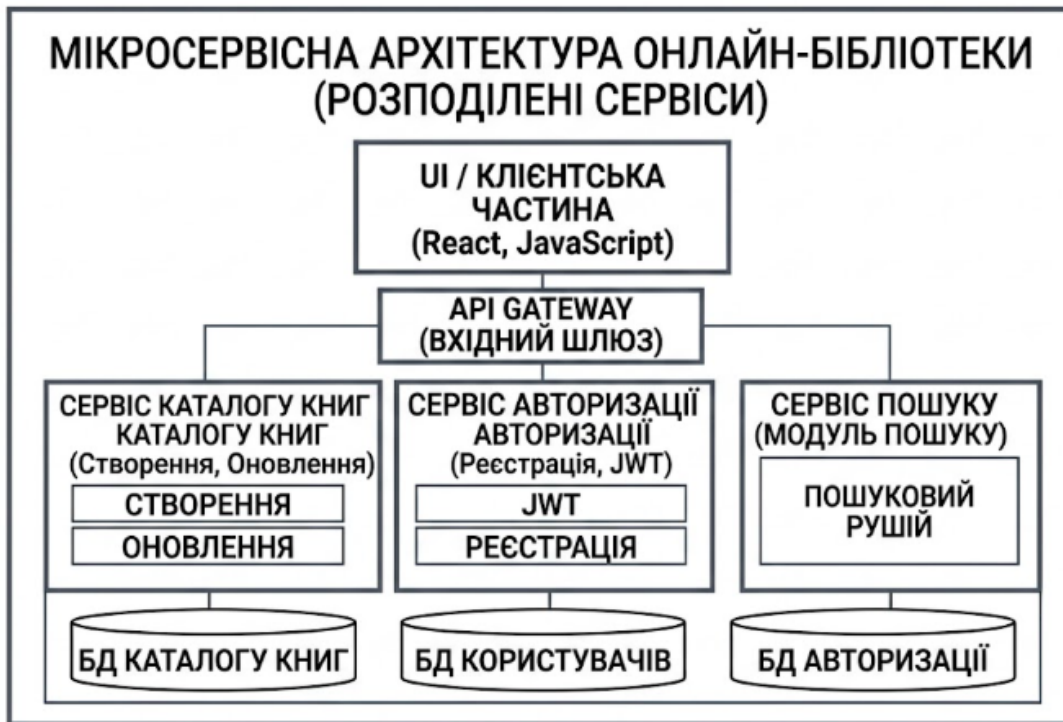 МІКРОСЕРВІСНА АРХІТЕКТУРА ОНЛАЙН-БІБЛІОТЕКИ
(РОЗПОДІЛЕНІ СЕРВІСИ)
UI / КЛІЄНТСЬКА
ЧАСТИНА
(React, JavaScript)
API GATEWAY
(ВХІДНИЙ ШЛЮЗ)
СЕРВІС КАТАЛОГУ КНИГ
КАТАЛОГУ КНИГ
(Створення, Оновлення)
СТВОРЕННЯ
ОНОВЛЕННЯ
БД КАТАЛОГУ КНИГ
СЕРВІС АВТОРИЗАЦІЇ
АВТОРИЗАЦІЇ
(Реєстрація, JWT)
JWT
РЕЄСТРАЦІЯ
БД КОРИСТУВАЧІВ
СЕРВІС ПОШУКУ
(МОДУЛЬ ПОШУКУ)
ПОШУКОВИЙ
РУШІЙ
БД АВТОРИЗАЦІЇ